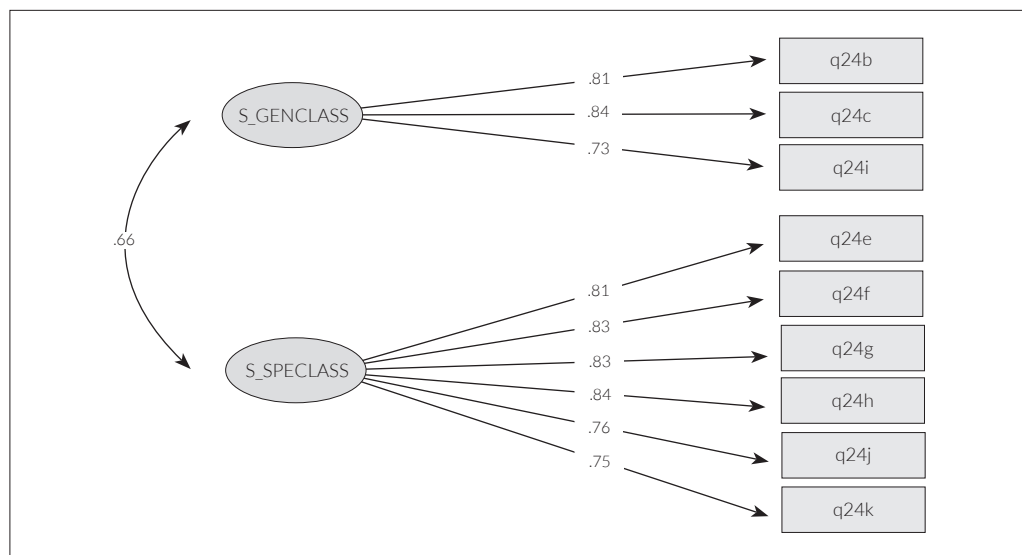 q24b
.81
S_GENCLASS
.84
q24c
.73
q24i
.66
q24e
.81
q24f
.83
q24g
.83
S_SPECLASS
.84
q24h
.76
q24j
.75
q24k